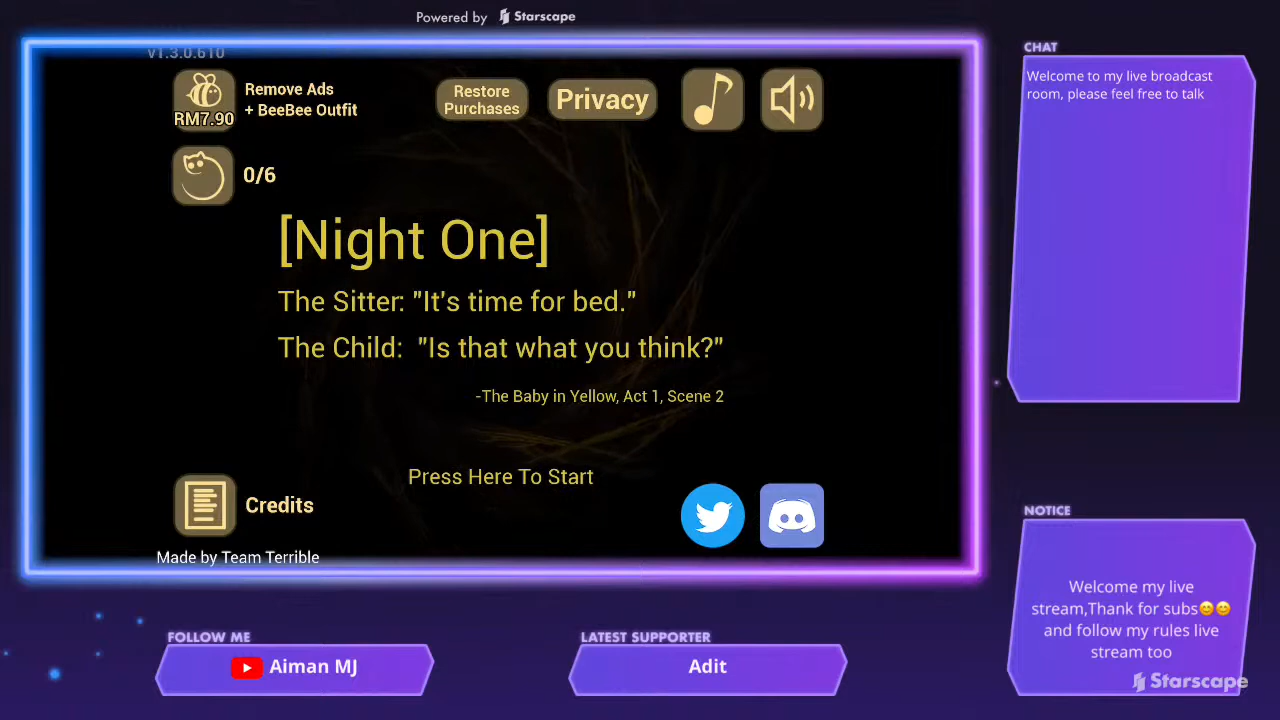 Powered by Starscape
v1.3.0.610
Remove Ads
+ BeeBee Outfit
RM7.90
Restore
Purchases
Privacy
0/6
[Night One]
The Sitter: "It's time for bed."
The Child: "Is that what you think?"
-The Baby in Yellow, Act 1, Scene 2
Press Here To Start
Credits
Made by Team Terrible
CHAT
Welcome to my live broadcast
room, please feel free to talk
NOTICE
Welcome my live
stream,Thank for subs😊😊
and follow my rules live
stream too
Starscape
FOLLOW ME
Aiman MJ
LATEST SUPPORTER
Adit